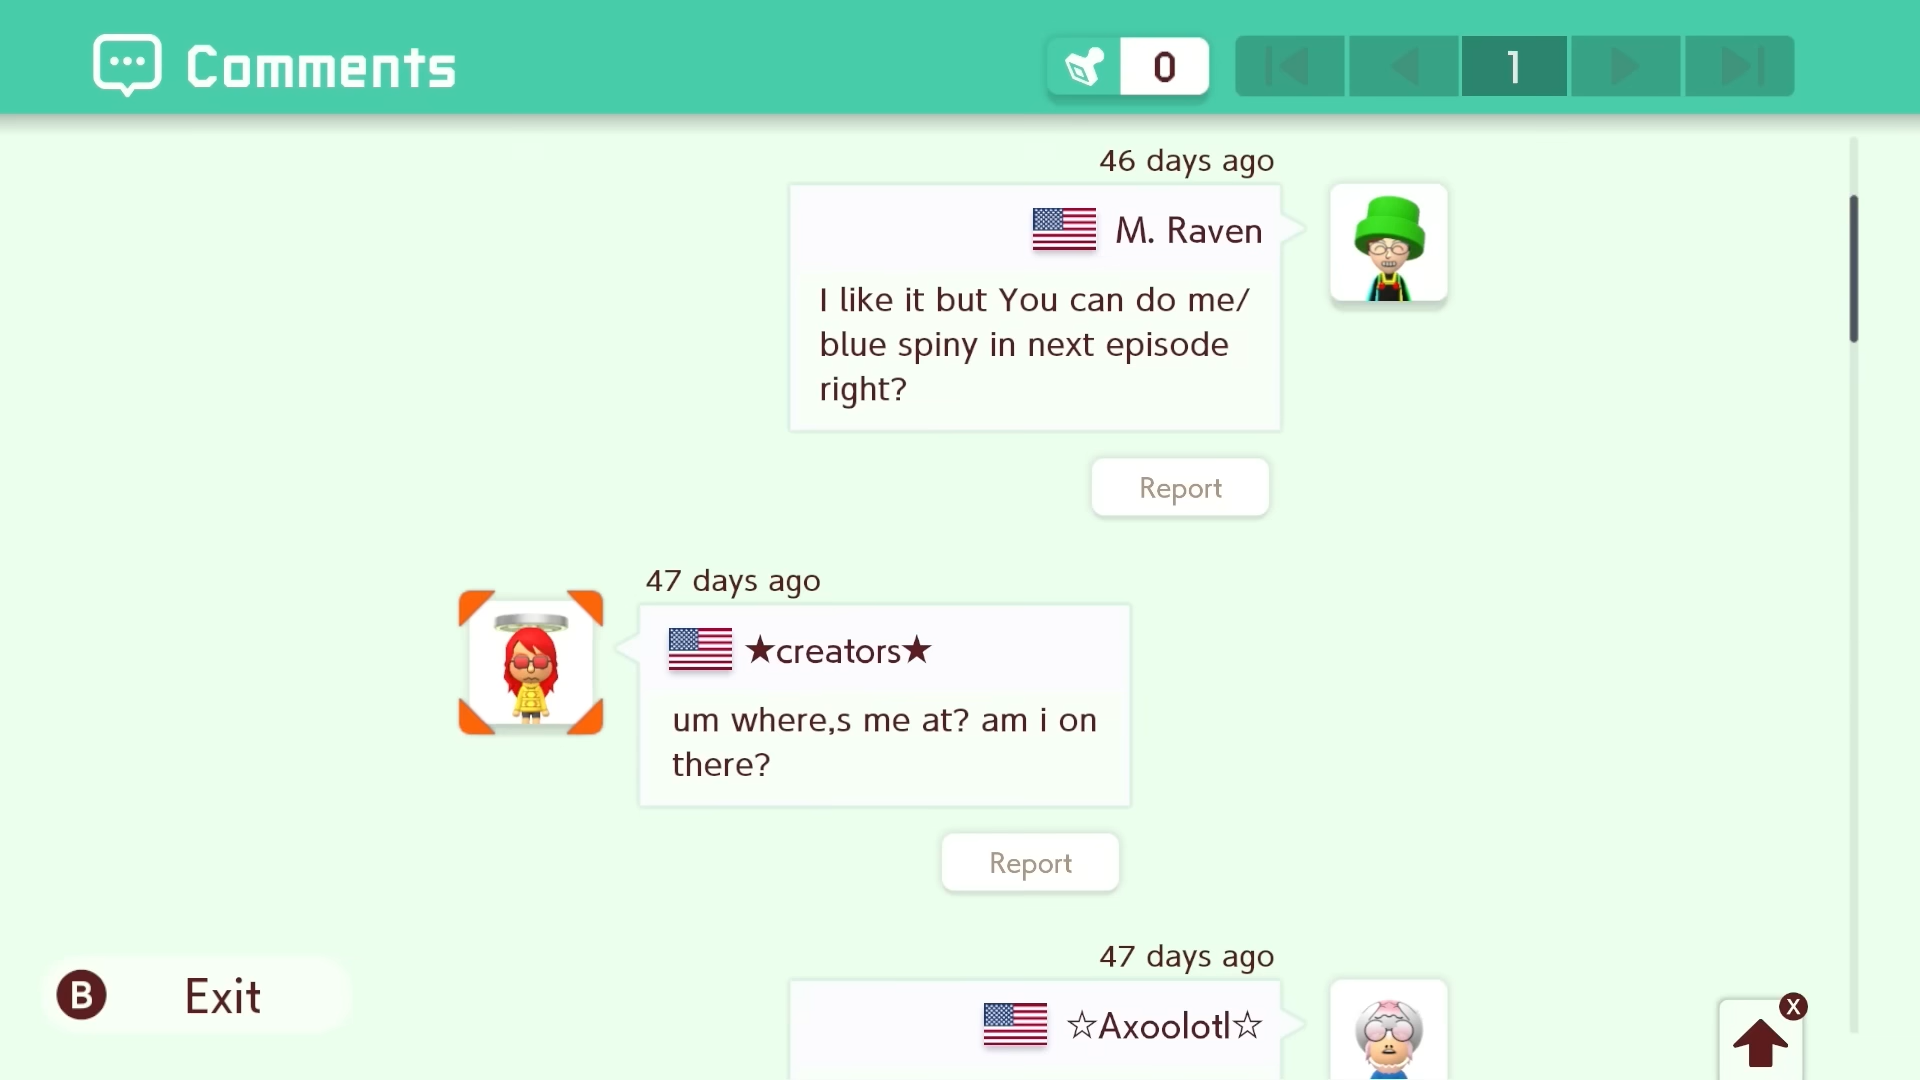 Comments
0
1
46 days ago
M. Raven
I like it but You can do me/
blue spiny in next episode
right?
Report
47 days ago
★creators★
um where,s me at? am i on
there?
Report
47 days ago
☆Axoolotl☆
B Exit
X